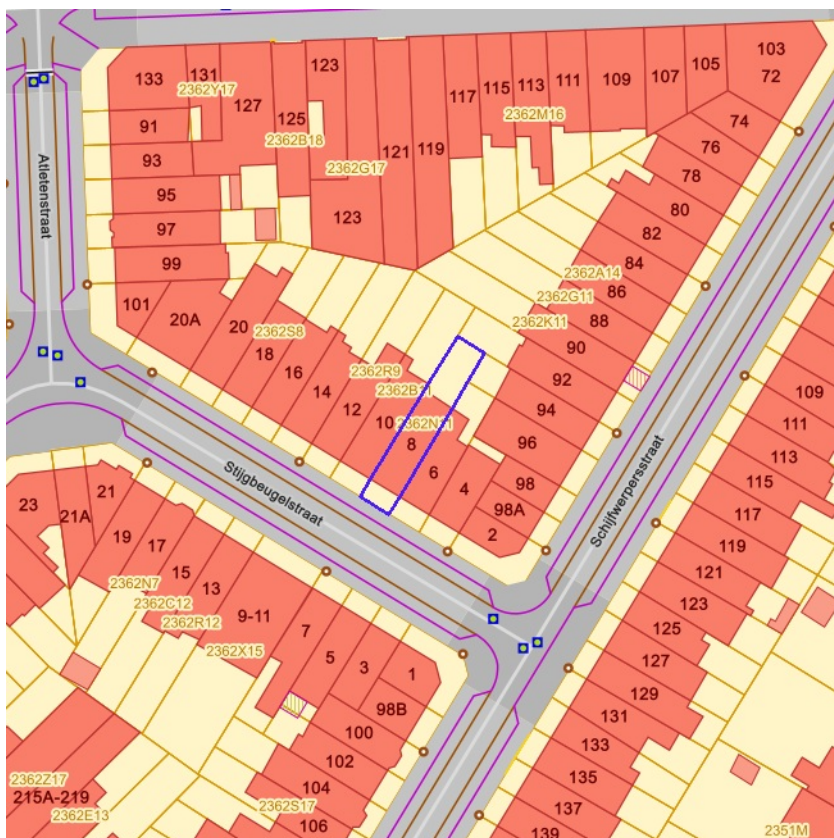 103
133
131
123
105
107
109
111
113
115
117
72
2362Y17
127
125
74
91
2362M16
2362B18
76
121
119
93
2362G17
78
95
80
Atletenstraat
123
97
82
99
84
2362A14
86
101
2362G11
20A
20
88
2362S8
2362K11
18
90
16
2362R9
92
14
2362B11
12
94
109
10
2362N11
111
8
96
6
113
4
98
115
Stijgbeugelstraat
Schijfwerpersstraat
23
21
21A
98A
117
19
2
17
119
15
121
2362N7
13
2362C12
9-11
123
2362R12
7
125
2362X15
5
3
1
127
129
98B
131
100
133
102
135
2362Z17
104
215A-219
2362S17
137
2362E13
106
139
2351M